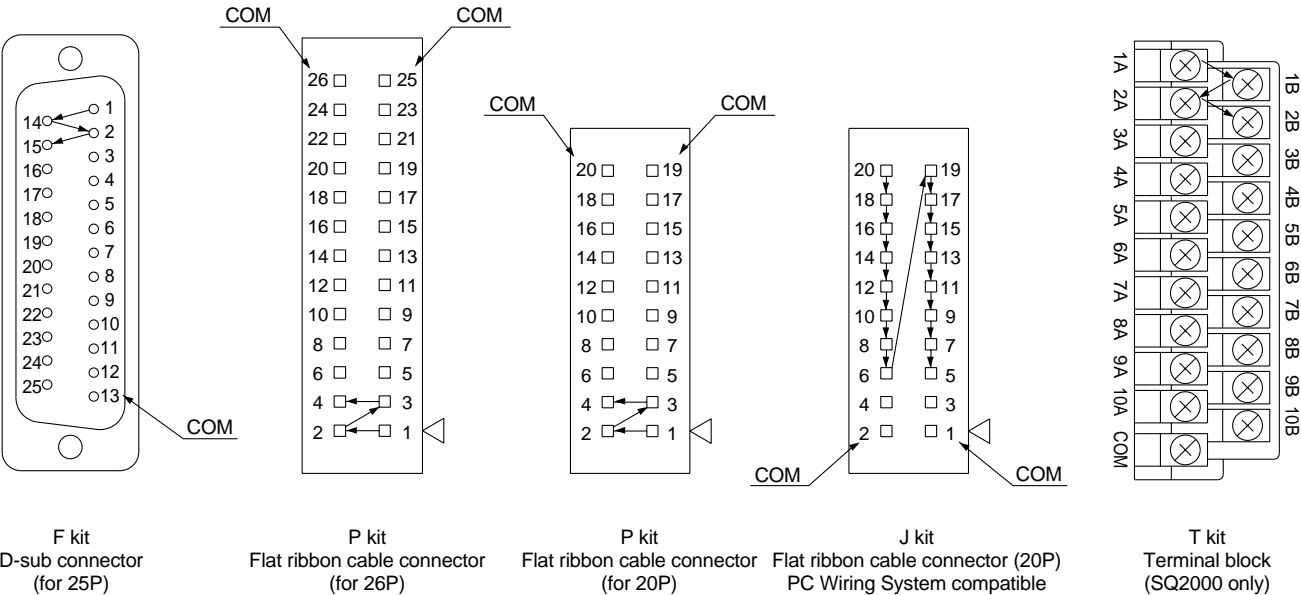 COM
1
14
2
15
3
16
4
17
5
18
6
19
7
20
8
21
9
22
10
23
11
24
12
25
13
COM
F kit
D-sub connector
(for 25P)
COM COM
26 25
24 23
22 21
20 19
18 17
16 15
14 13
12 11
10 9
8 7
6 5
4 3
2 1
P kit
Flat ribbon cable connector
(for 26P)
COM
20 19
18 17
16 15
14 13
12 11
10 9
8 7
6 5
4 3
2 1
P kit
Flat ribbon cable connector
(for 20P)
20 19
18 17
16 15
14 13
12 11
10 9
8 7
6 5
4 3
2 1
COM COM
J kit
Flat ribbon cable connector (20P)
PC Wiring System compatible
1A 1B
2A 2B
3A 3B
4A 4B
5A 5B
6A 6B
7A 7B
8A 8B
9A 9B
10A 10B
COM
T kit
Terminal block
(SQ2000 only)